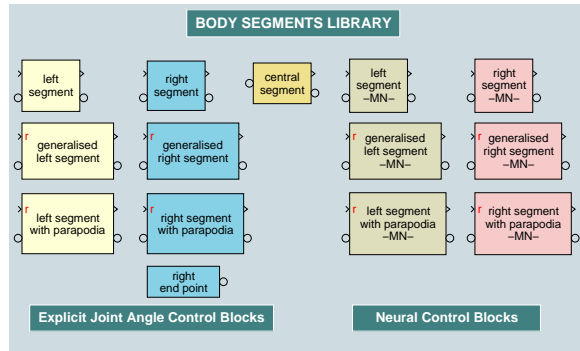 BODY SEGMENTS LIBRARY
left
segment
right
segment
central
segment
left
segment
–MN–
right
segment
–MN–
r
generalised
left segment
r
generalised
right segment
r
generalised
left segment
–MN–
r
generalised
right segment
–MN–
r
left segment
with parapodia
r
right segment
with parapodia
r
left segment
with parapodia
–MN–
r
right segment
with parapodia
–MN–
right
end point
Explicit Joint Angle Control Blocks
Neural Control Blocks